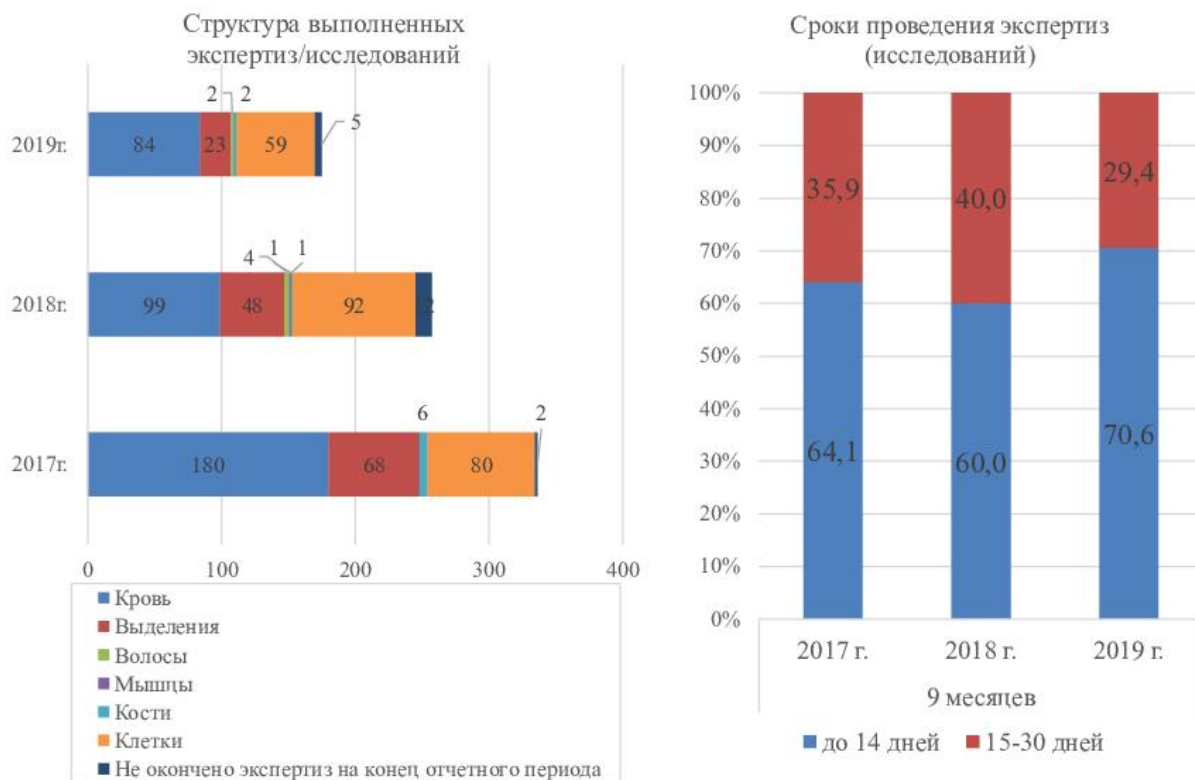 Структура выполненных
экспертиз/исследований
2 2
2019г. 84 23 59 5
4 1 1
2018г. 99 48 92 2
6 2
2017г. 180 68 80
0 100 200 300 400
Кровь
Выделения
Волосы
Мышцы
Кости
Клетки
Не окончено экспертиз на конец отчетного периода
Сроки проведения экспертиз
(исследований)
100%
90%
80%
70%
60%
50%
40%
30%
20%
10%
0%
35,9 40,0 29,4
64,1 60,0 70,6
2017 г. 2018 г. 2019 г.
9 месяцев
до 14 дней 15-30 дней